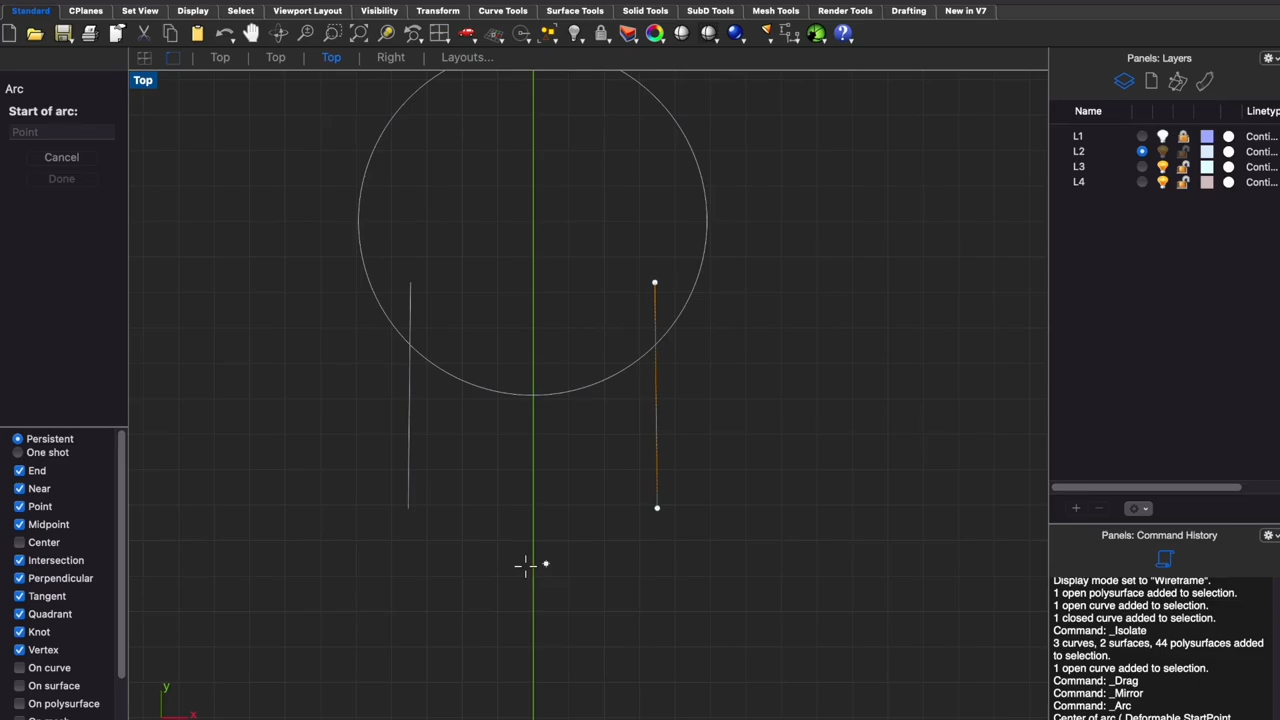 Standard CPlanes Set View Display Select Viewport Layout Visibility Transform Curve Tools Surface Tools Solid Tools SubD Tools Mesh Tools Render Tools Drafting New in V7
Top Top Top Right Layouts...
Top
Arc
Start of arc:
Point
Cancel
Done
Persistent
One shot
End
Near
Point
Midpoint
Center
Intersection
Perpendicular
Tangent
Quadrant
Knot
Vertex
On curve
On surface
On polysurface
y
x
Panels: Layers
Name Linetyp
L1 Conti...
L2 Conti...
L3 Conti...
L4 Conti...
Panels: Command History
Display mode set to "Wireframe".
1 open polysurface added to selection.
1 open curve added to selection.
1 closed curve added to selection.
Command: _Isolate
3 curves, 2 surfaces, 44 polysurfaces added
to selection.
1 open curve added to selection.
Command: _Drag
Command: _Mirror
Command: _Arc
Center of arc ( Deformable StartPoint